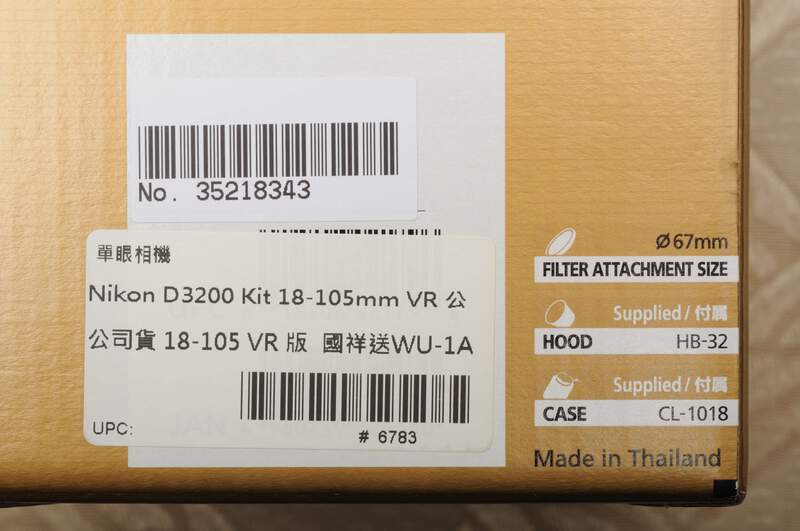 No. 35218343
單眼相機
Nikon D3200 Kit 18-105mm VR 公
公司貨 18-105 VR 版 國祥送WU-1A
UPC:
# 6783
Ø67mm
FILTER ATTACHMENT SIZE
Supplied / 付属
HOOD HB-32
Supplied / 付属
CASE CL-1018
Made in Thailand